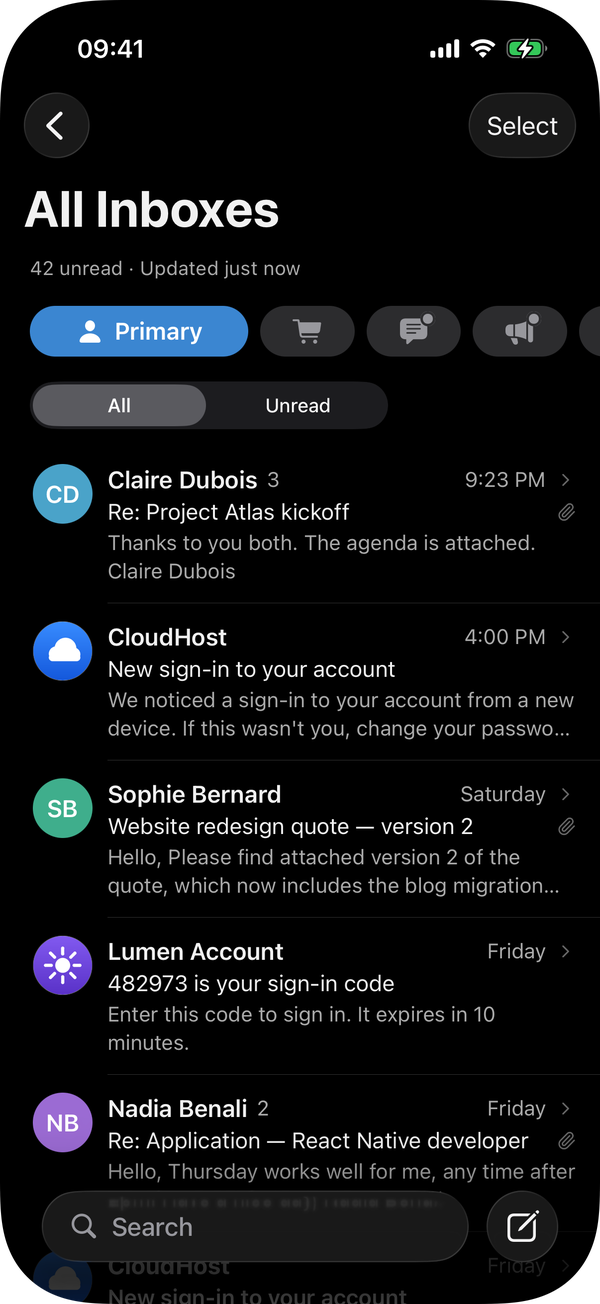 09:41
Select
All Inboxes
42 unread · Updated just now
Primary
All
Unread
CD
Claire Dubois 3
9:23 PM
Re: Project Atlas kickoff
Thanks to you both. The agenda is attached.
Claire Dubois
CloudHost
4:00 PM
New sign-in to your account
We noticed a sign-in to your account from a new
device. If this wasn't you, change your passwo...
SB
Sophie Bernard
Saturday
Website redesign quote — version 2
Hello, Please find attached version 2 of the
quote, which now includes the blog migration...
Lumen Account
Friday
482973 is your sign-in code
Enter this code to sign in. It expires in 10
minutes.
NB
Nadia Benali 2
Friday
Re: Application — React Native developer
Hello, Thursday works well for me, any time after
Search
CloudHost
Friday
New sign-in to your account